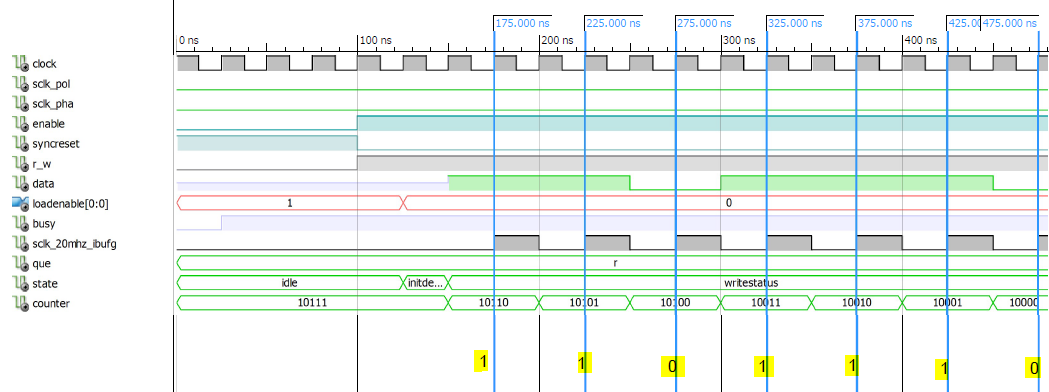 175.000 ns 225.000 ns 275.000 ns 325.000 ns 375.000 ns 425.0( 475.000 ns
0 ns 100 ns 200 ns 300 ns 400 ns
clock
sclk_pol
sclk_pha
enable
syncreset
r_w
data
loadenable[0:0] 1 0
busy
sclk_20mhz_ibufg
que r
state idle initde... writestatus
counter 10111 10110 10101 10100 10011 10010 10001 10000
1 1 0 1 1 1 0